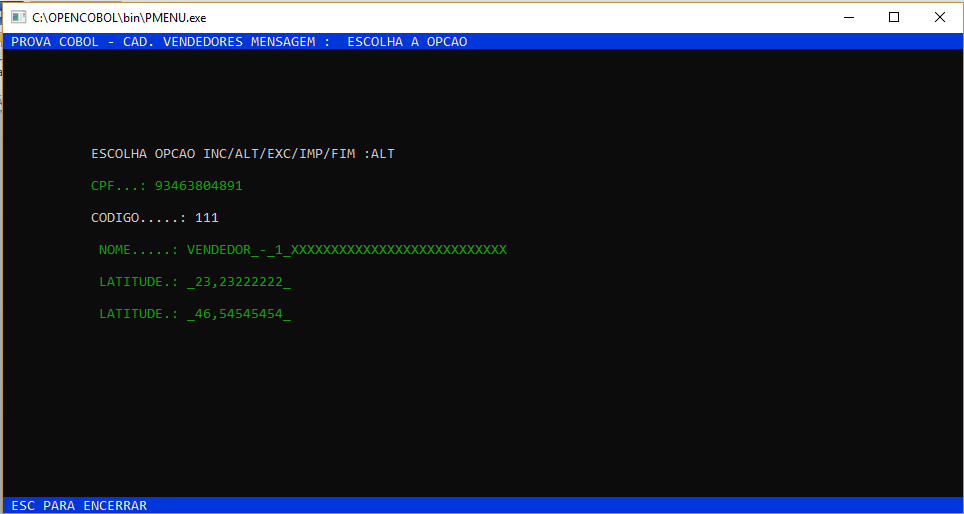 C:\OPENCOBOL\bin\PMENU.exe
PROVA COBOL - CAD. VENDEDORES MENSAGEM :  ESCOLHA A OPCAO
ESCOLHA OPCAO INC/ALT/EXC/IMP/FIM :ALT
CPF...: 93463804891
CODIGO.....: 111
NOME.....: VENDEDOR_-_1_XXXXXXXXXXXXXXXXXXXXXXXXXXX
LATITUDE.: _23,23222222_
LATITUDE.: _46,54545454_
ESC PARA ENCERRAR